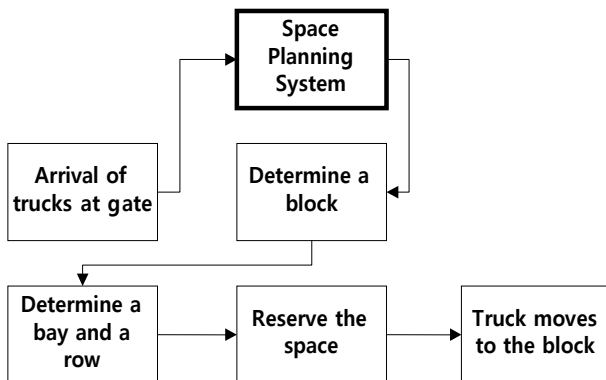 Space
Planning
System
Arrival of
trucks at gate
Determine a
block
Determine a
bay and a
row
Reserve the
space
Truck moves
to the block